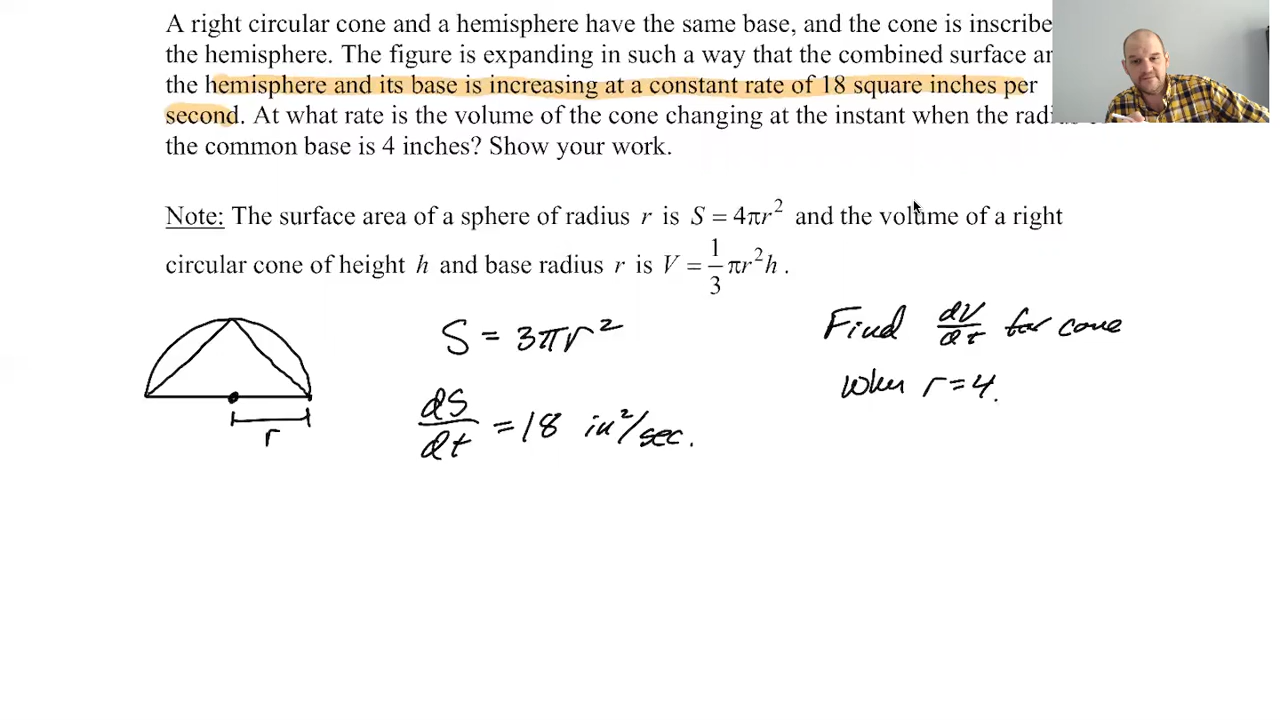 A right circular cone and a hemisphere have the same base, and the cone is inscribe
the hemisphere. The figure is expanding in such a way that the combined surface ar
the hemisphere and its base is increasing at a constant rate of 18 square inches per
second. At what rate is the volume of the cone changing at the instant when the radi
the common base is 4 inches? Show your work.
Note: The surface area of a sphere of radius r is S = 4πr² and the volume of a right
circular cone of height h and base radius r is V = 1/3 πr²h .
S = 3πr²
Find dV/dt for cone
when r = 4.
dS/dt = 18 in²/sec.
r